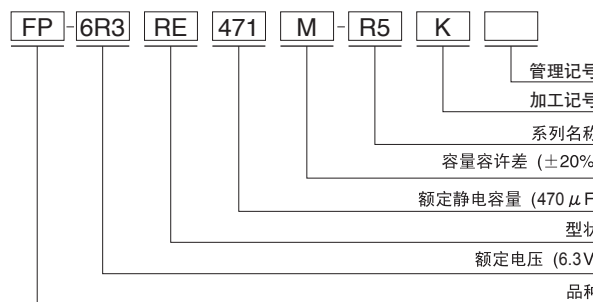 FP-6R3 RE 471 M-R5 K
管理记号
加工记号
系列名称
容量容许差 (±20%
额定静电容量 (470 μF
型状
额定电压 (6.3V
品种